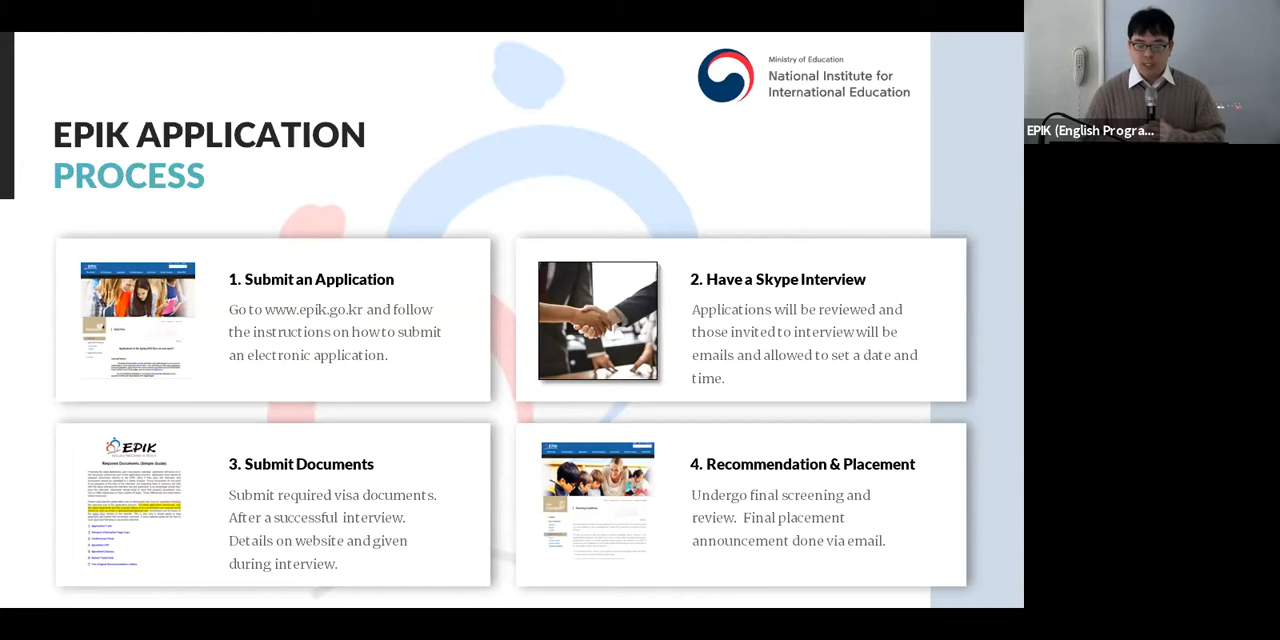 Ministry of Education
National Institute for
International Education
EPIK (English Progra...
EPIK APPLICATION
PROCESS
1. Submit an Application
Go to www.epik.go.kr and follow
the instructions on how to submit
an electronic application.
2. Have a Skype Interview
Applications will be reviewed and
those invited to interview will be
emails and allowed to set a date and
time.
EPIK
Required Documents (Simple Guide)
3. Submit Documents
Submit required visa documents.
After a successful interview.
Details on website and given
during interview.
4. Recommendation & Placement
Undergo final screening and
review. Final placement
announcement done via email.